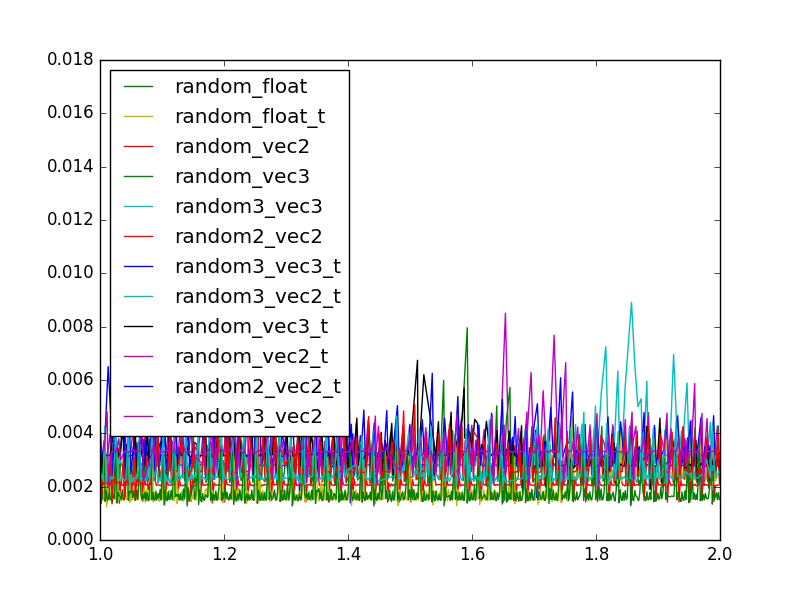 0.018
0.016
0.014
0.012
0.010
0.008
0.006
0.004
0.002
0.000
random_float
random_float_t
random_vec2
random_vec3
random3_vec3
random2_vec2
random3_vec3_t
random3_vec2_t
random_vec3_t
random_vec2_t
random2_vec2_t
random3_vec2
1.0 1.2 1.4 1.6 1.8 2.0